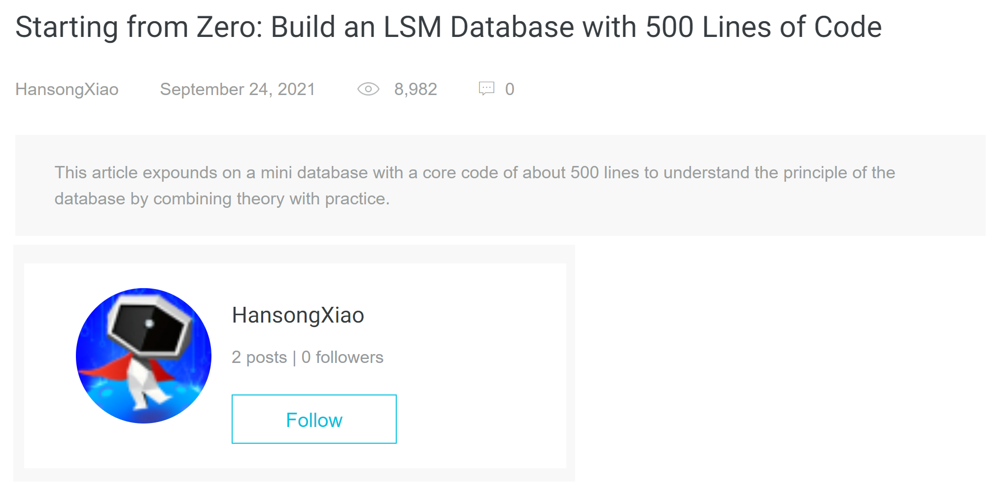 Starting from Zero: Build an LSM Database with 500 Lines of Code
HansongXiao September 24, 2021 8,982 0
This article expounds on a mini database with a core code of about 500 lines to understand the principle of the
database by combining theory with practice.
HansongXiao
2 posts | 0 followers
Follow